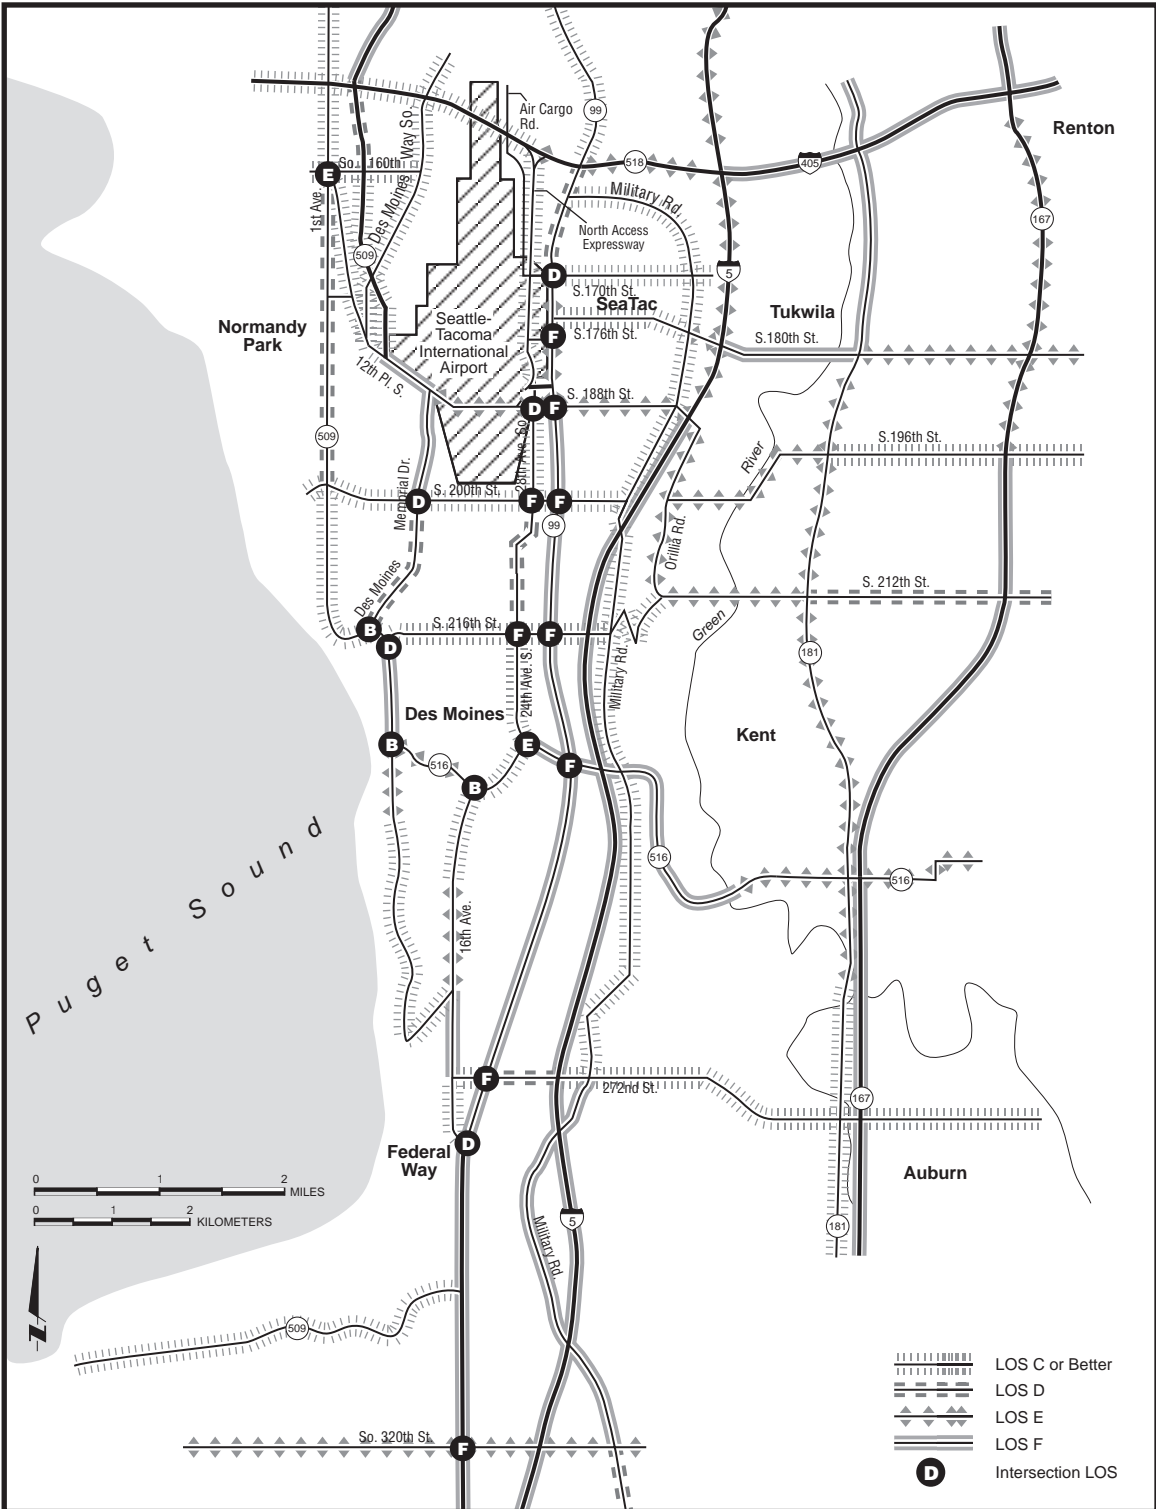 Air Cargo
Rd.
99
Renton
So. 160th
518
405
E
1st Ave.
Des Moines Way So.
Military Rd.
167
North Access
Expressway
509
D
5
S.170th St.
SeaTac
Tukwila
Normandy
Park
Seattle-
Tacoma
International
Airport
F
S.176th St.
S.180th St.
12th Pl. S.
S. 188th St.
D
F
509
28th Ave. So.
S.196th St.
River
Memorial Dr.
D
S. 200th St.
F
F
99
Orillia Rd.
Des Moines
S. 212th St.
B
S. 216th St.
F
F
Green
D
181
24th Ave. S.
Military Rd.
Des Moines
Kent
B
516
E
F
B
516
516
Puget Sound
16th Ave.
F
272nd St.
167
D
Federal
Way
Auburn
0 1 2
MILES
0 1 2
KILOMETERS
5
181
Military Rd.
N
509
LOS C or Better
LOS D
LOS E
So. 320th St.
F
LOS F
D
Intersection LOS